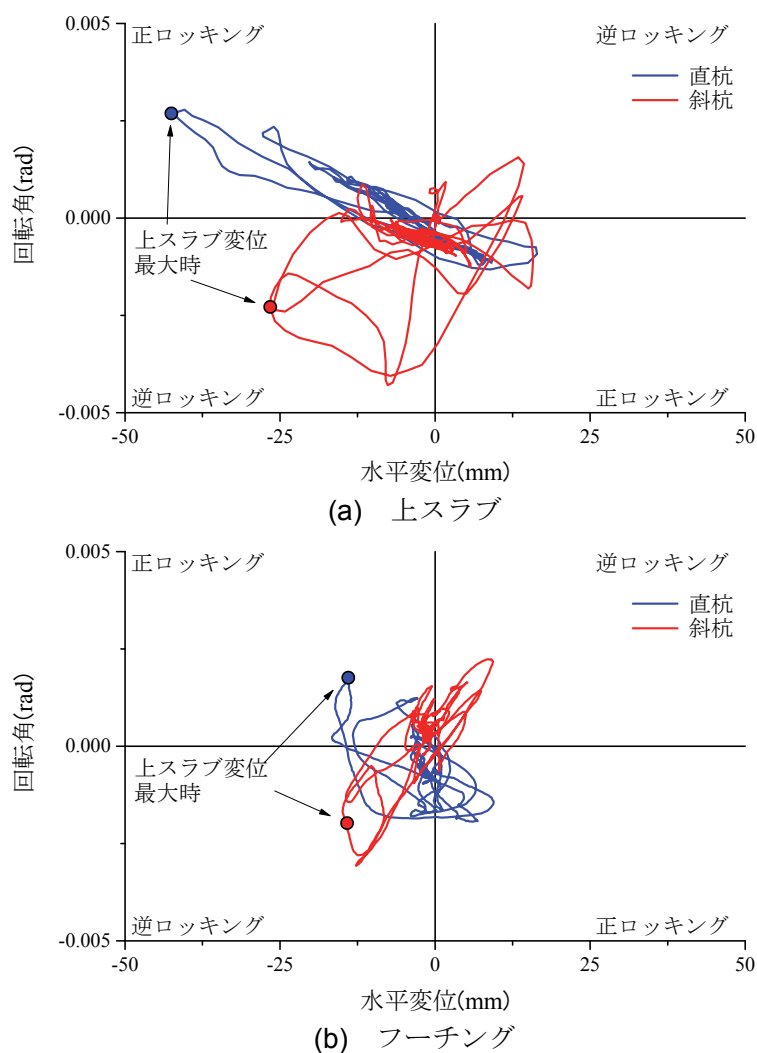 0.005
正ロッキング
逆ロッキング
直杭
斜杭
回転角(rad)
0.000
上スラブ変位
最大時
逆ロッキング
正ロッキング
-0.005
-50
-25
0
25
50
水平変位(mm)
(a) 上スラブ
0.005
正ロッキング
逆ロッキング
直杭
斜杭
回転角(rad)
0.000
上スラブ変位
最大時
逆ロッキング
正ロッキング
-0.005
-50
-25
0
25
50
水平変位(mm)
(b) フーチング